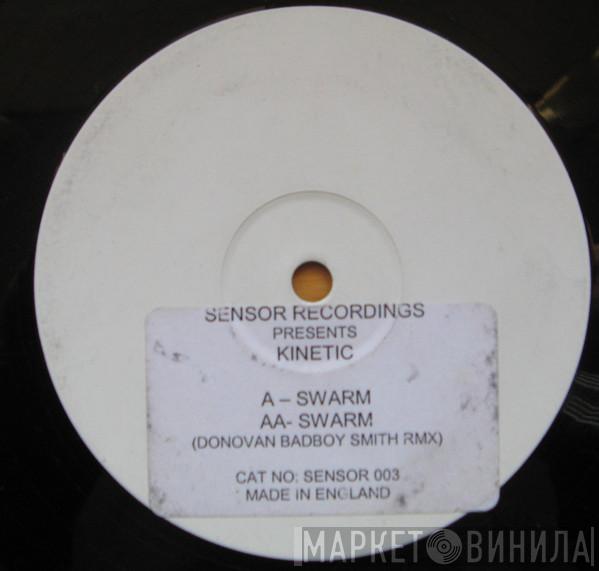 SENSOR RECORDINGS
PRESENTS
KINETIC
A – SWARM
AA- SWARM
(DONOVAN BADBOY SMITH RMX)
CAT NO: SENSOR 003
MADE IN ENGLAND
МАРКЕТ ВИНИЛА